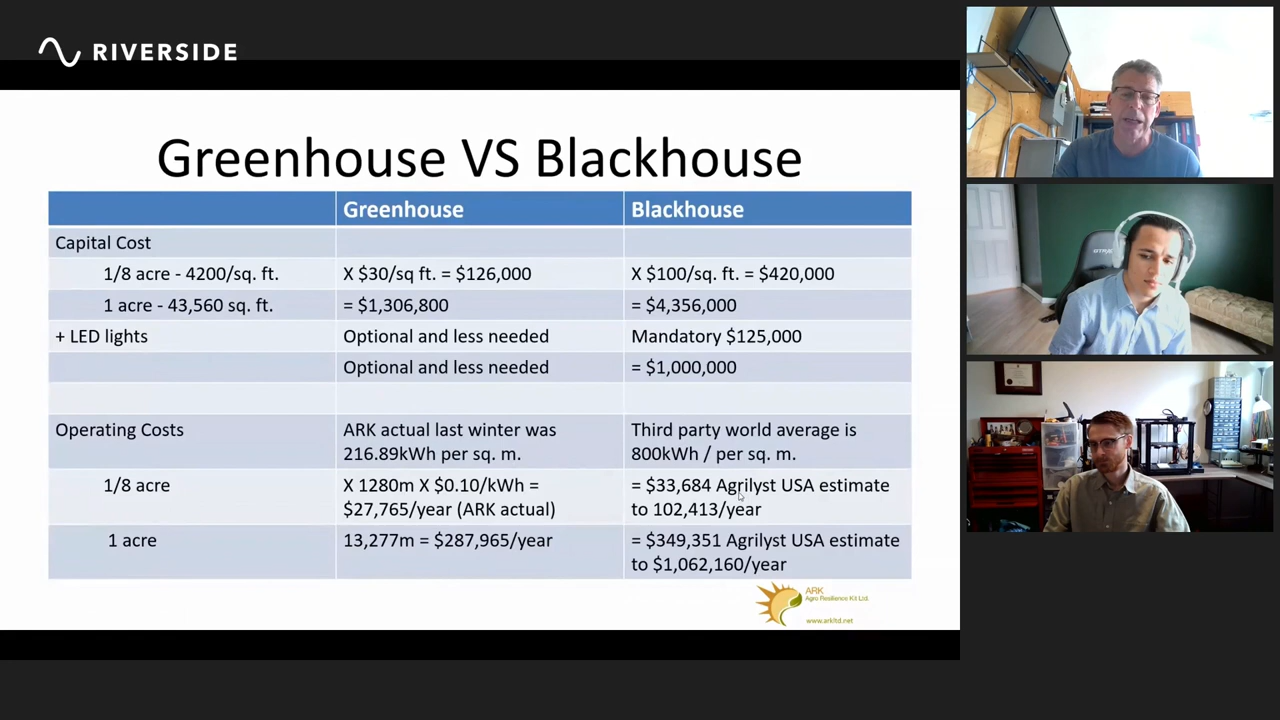 RIVERSIDE
Greenhouse VS Blackhouse
Greenhouse
Blackhouse
Capital Cost
1/8 acre - 4200/sq. ft.
X $30/sq ft. = $126,000
X $100/sq. ft. = $420,000
1 acre - 43,560 sq. ft.
= $1,306,800
= $4,356,000
+ LED lights
Optional and less needed
Mandatory $125,000
Optional and less needed
= $1,000,000
Operating Costs
ARK actual last winter was
216.89kWh per sq. m.
Third party world average is
800kWh / per sq. m.
1/8 acre
X 1280m X $0.10/kWh =
$27,765/year (ARK actual)
= $33,684 Agrilyst USA estimate
to 102,413/year
1 acre
13,277m = $287,965/year
= $349,351 Agrilyst USA estimate
to $1,062,160/year
ARK
Agro Resilience Kit Ltd.
www.arkltd.net